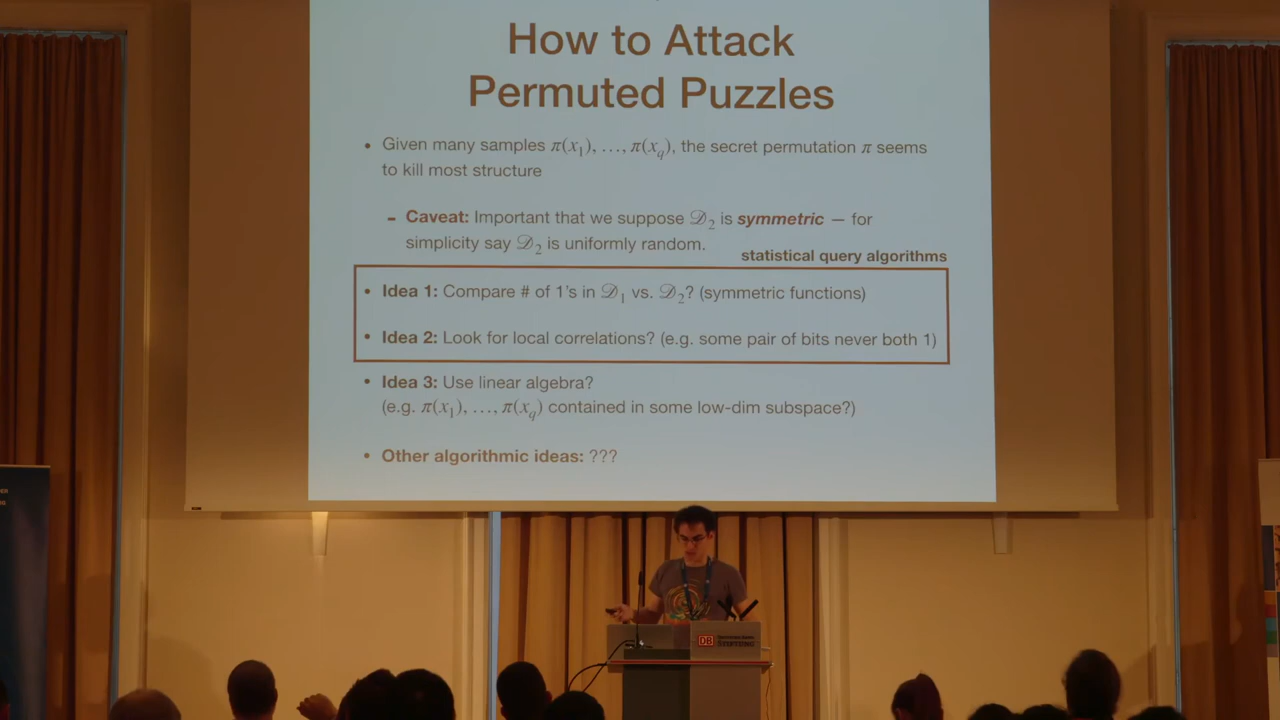 How to Attack
Permuted Puzzles
• Given many samples π(x₁), …, π(x_q), the secret permutation π seems
to kill most structure
– Caveat: Important that we suppose 𝒟₂ is symmetric — for
simplicity say 𝒟₂ is uniformly random.
statistical query algorithms
• Idea 1: Compare # of 1's in 𝒟₁ vs. 𝒟₂? (symmetric functions)
• Idea 2: Look for local correlations? (e.g. some pair of bits never both 1)
• Idea 3: Use linear algebra?
(e.g. π(x₁), …, π(x_q) contained in some low-dim subspace?)
• Other algorithmic ideas: ???
DB